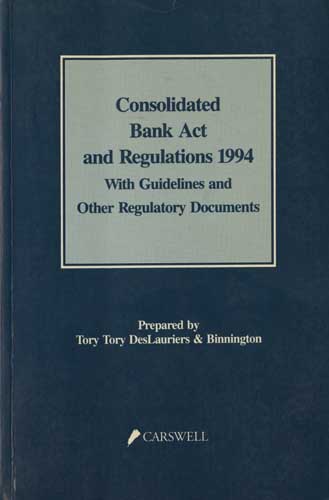 Consolidated
Bank Act
and Regulations 1994
With Guidelines and
Other Regulatory Documents
Prepared by
Tory Tory DesLauriers & Binnington
CARSWELL